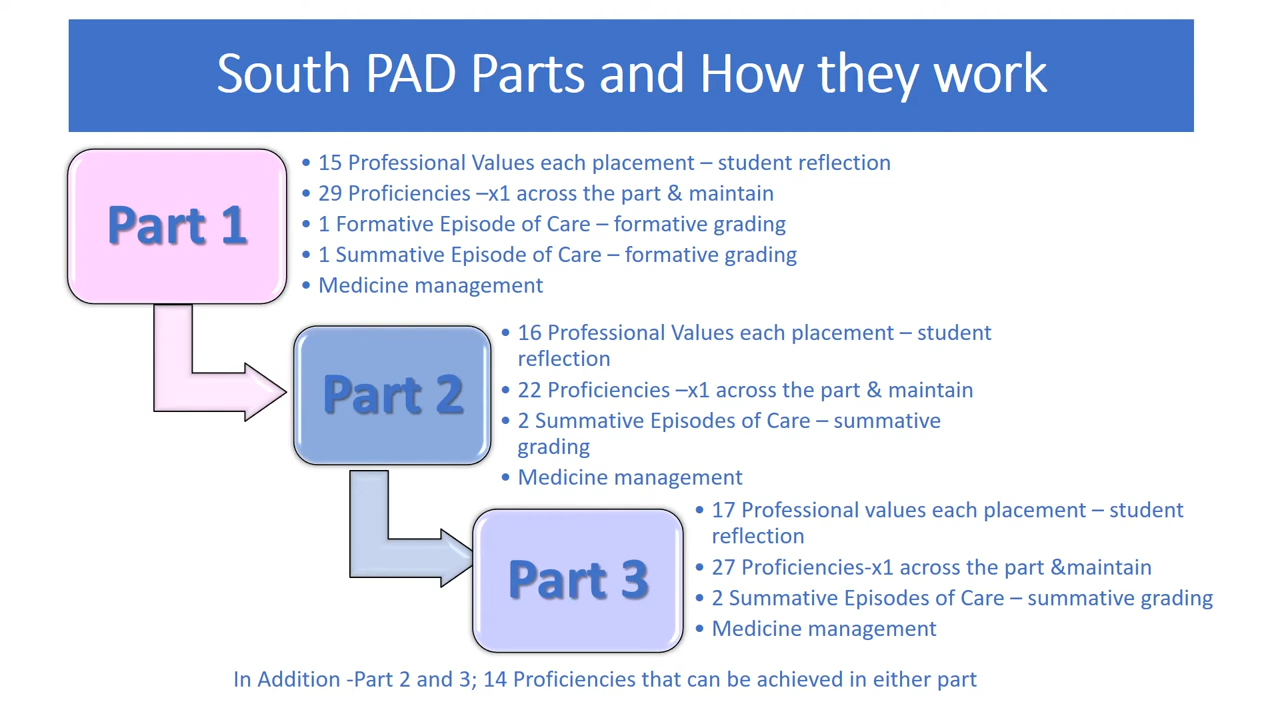 South PAD Parts and How they work
Part 1
• 15 Professional Values each placement – student reflection
• 29 Proficiencies –x1 across the part & maintain
• 1 Formative Episode of Care – formative grading
• 1 Summative Episode of Care – formative grading
• Medicine management
Part 2
• 16 Professional Values each placement – student
reflection
• 22 Proficiencies –x1 across the part & maintain
• 2 Summative Episodes of Care – summative
grading
• Medicine management
Part 3
• 17 Professional values each placement – student
reflection
• 27 Proficiencies-x1 across the part &maintain
• 2 Summative Episodes of Care – summative grading
• Medicine management
In Addition -Part 2 and 3; 14 Proficiencies that can be achieved in either part